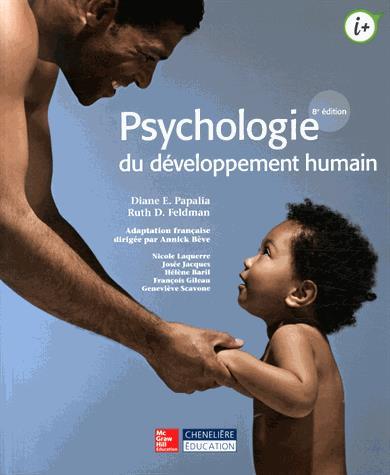 i+
8e édition
Psychologie
du développement humain
Diane E. Papalia
Ruth D. Feldman
Adaptation française
dirigée par Annick Bève
Nicole Laquerre
Josée Jacques
Hélène Baril
François Gileau
Geneviève Scavone
Mc
Graw
Hill
Education
CHENELIÈRE
ÉDUCATION